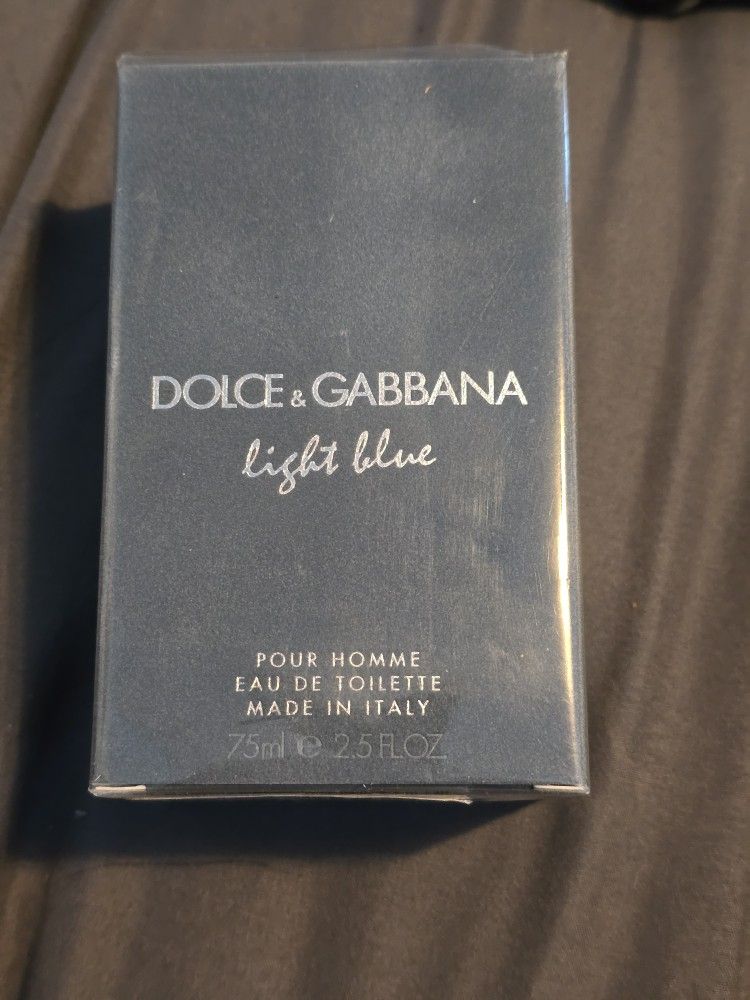 DOLCE & GABBANA
light blue
POUR HOMME
EAU DE TOILETTE
MADE IN ITALY
75ml ℮ 2.5 FL.OZ